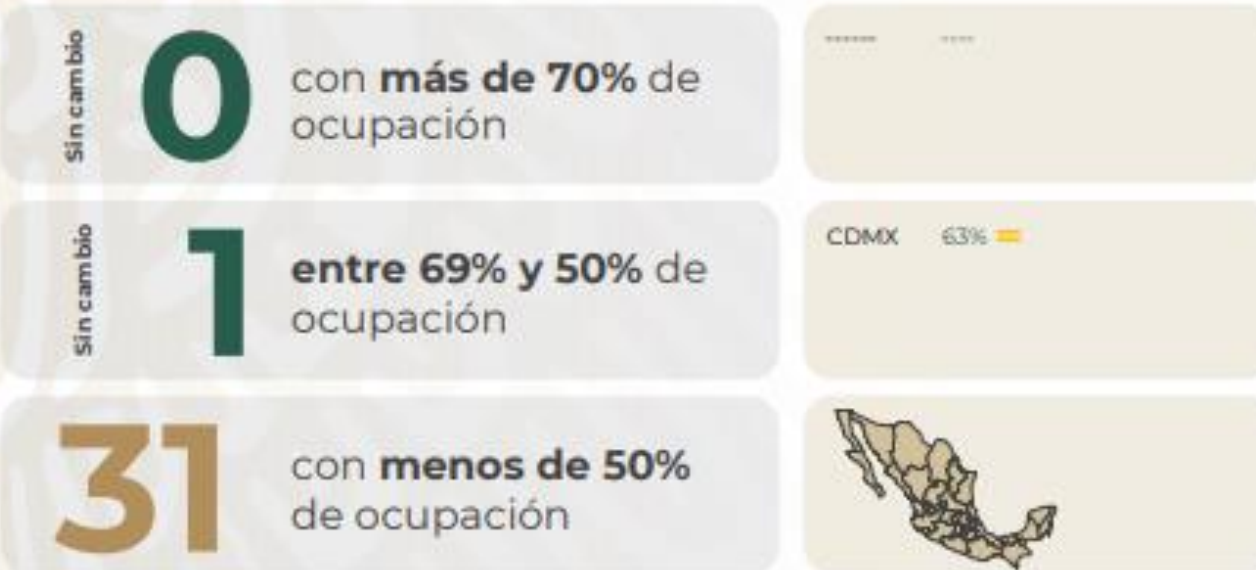 Sin cambio
0
con más de 70% de
ocupación
Sin cambio
1
entre 69% y 50% de
ocupación
CDMX 63%
31
con menos de 50%
de ocupación